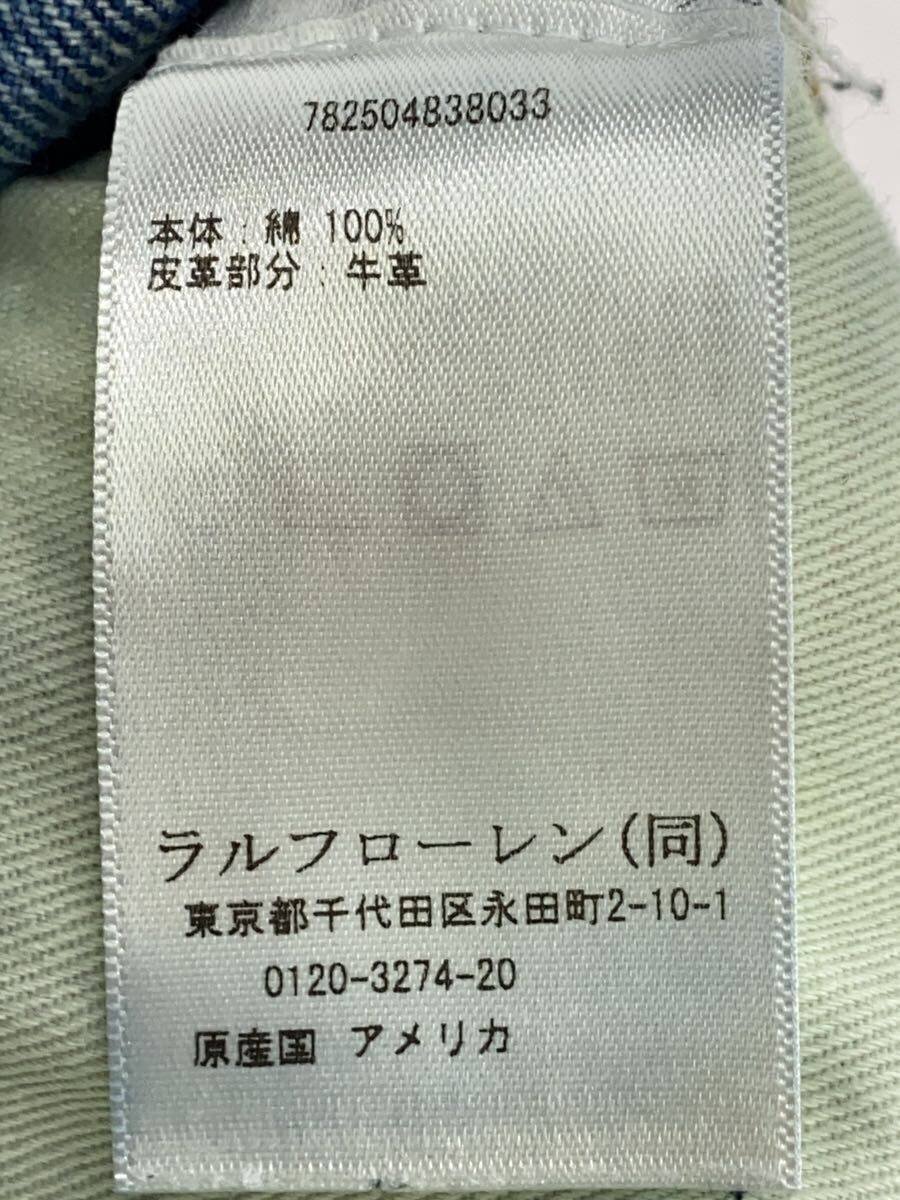 782504838033
本体：綿 100%
皮革部分：牛革
ラルフローレン(同)
東京都千代田区永田町2-10-1
0120-3274-20
原産国 アメリカ